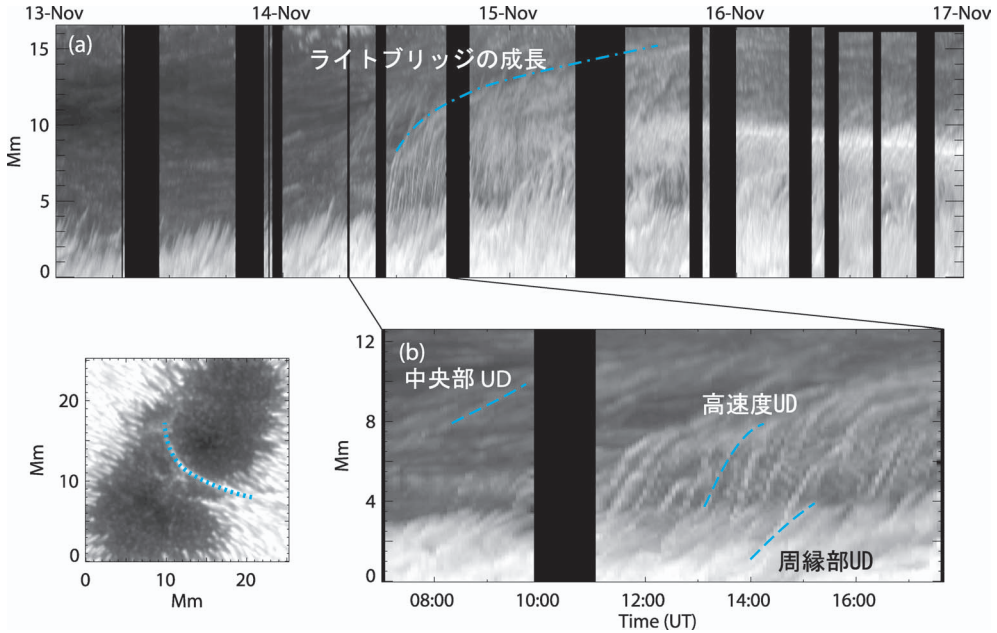 13-Nov 14-Nov 15-Nov 16-Nov 17-Nov
(a)
ライトブリッジの成長
15
10
5
0
Mm
(b)
中央部 UD
高速度UD
周縁部UD
12
8
4
0
Mm
08:00 10:00 12:00 14:00 16:00
Time (UT)
20
10
0
Mm
0 10 20
Mm